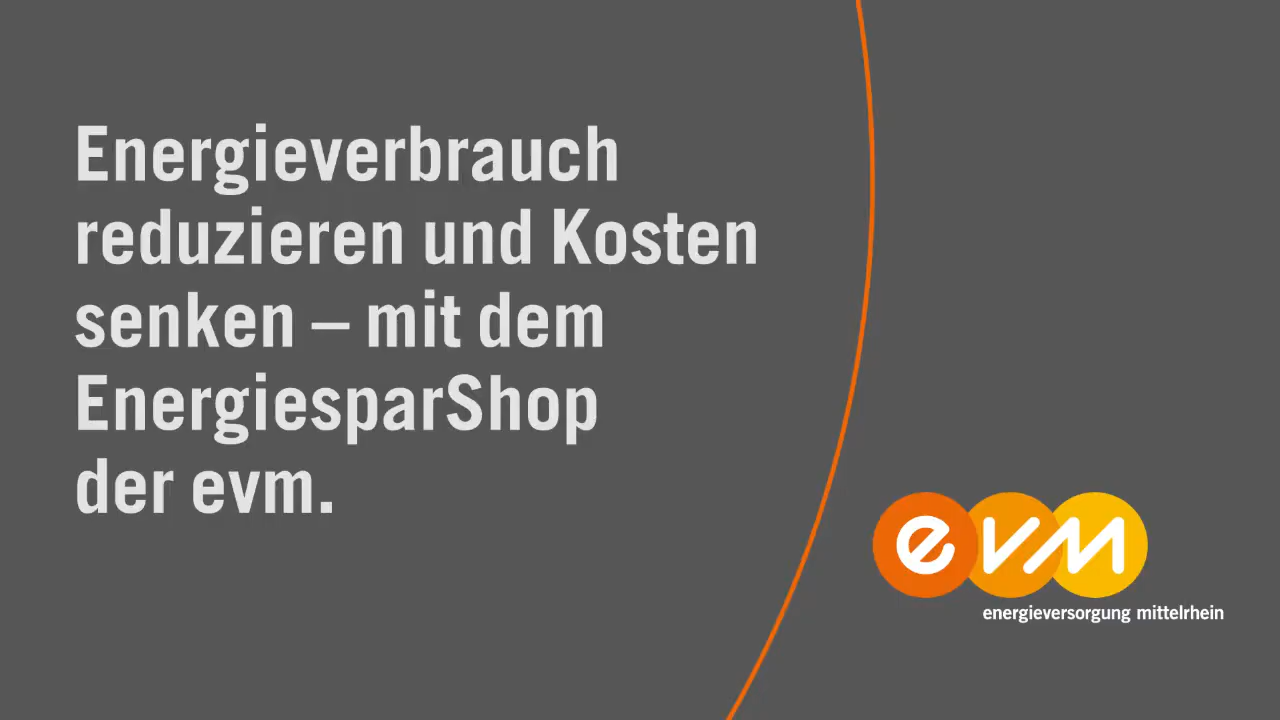 Energieverbrauch
reduzieren und Kosten
senken – mit dem
EnergiesparShop
der evm.
evm
energieversorgung mittelrhein